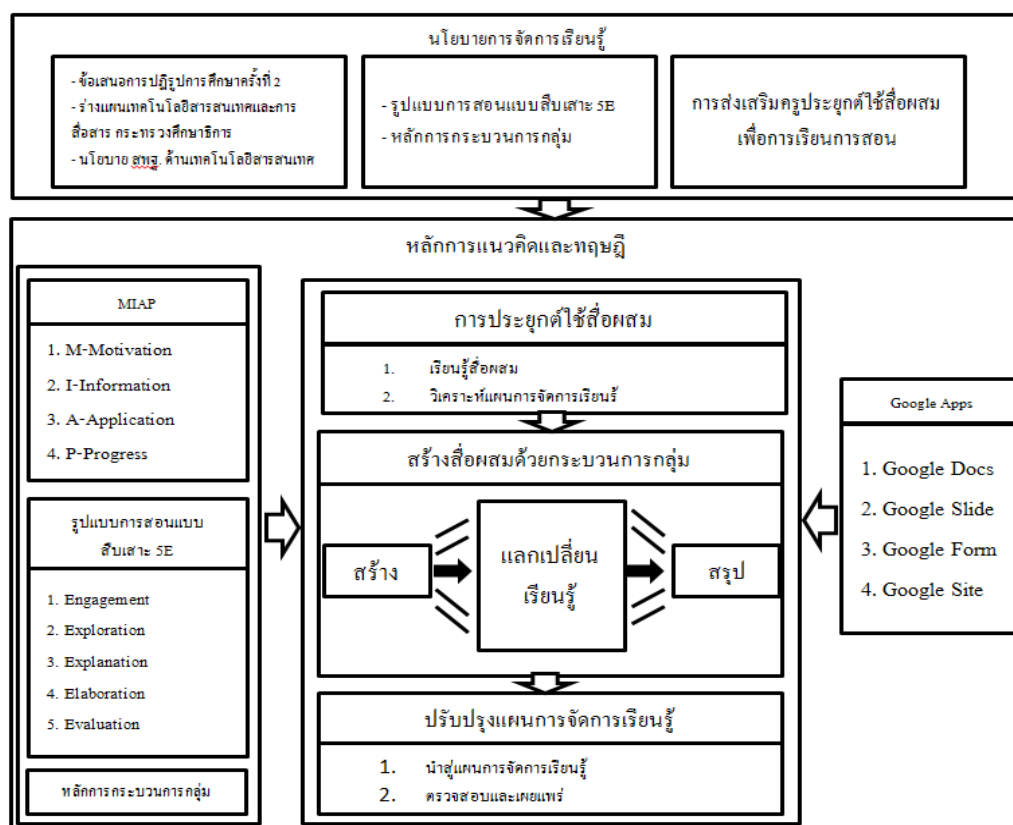 นโยบายการจัดการเรียนรู้
- ข้อเสนอการปฎิรูปการศึกษาครั้งที่ 2
- ร่างแผนเทคโนโลยีสารสนเทศและการ
สื่อสาร กระทรวงศึกษาธิการ
- นโยบาย สพฐ. ด้านเทคโนโลยีสารสนเทศ
- รูปแบบการสอนแบบสืบเสาะ 5E
- หลักการกระบวนการกลุ่ม
การส่งเสริมครูประยุกต์ใช้สื่อผสม
เพื่อการเรียนการสอน
หลักการแนวคิดและทฤษฎี
MIAP
1. M-Motivation
2. I-Information
3. A-Application
4. P-Progress
รูปแบบการสอนแบบ
สืบเสาะ 5E
1. Engagement
2. Exploration
3. Explanation
4. Elaboration
5. Evaluation
หลักการกระบวนการกลุ่ม
การประยุกต์ใช้สื่อผสม
1. เรียนรู้สื่อผสม
2. วิเคราะห์แผนการจัดการเรียนรู้
สร้างสื่อผสมด้วยกระบวนการกลุ่ม
สร้าง
แลกเปลี่ยน
เรียนรู้
สรุป
ปรับปรุงแผนการจัดการเรียนรู้
1. นำสู่แผนการจัดการเรียนรู้
2. ตรวจสอบและเผยแพร่
Google Apps
1. Google Docs
2. Google Slide
3. Google Form
4. Google Site